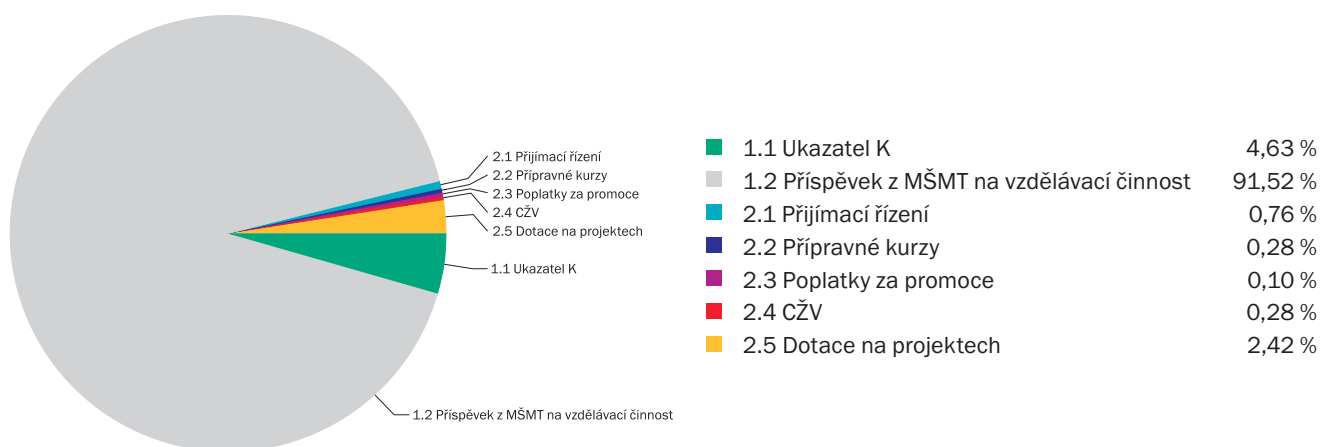 2.1 Přijímací řízení
2.2 Přípravné kurzy
2.3 Poplatky za promoce
2.4 CŽV
2.5 Dotace na projektech
1.1 Ukazatel K
1.2 Příspěvek z MŠMT na vzdělávací činnost
1.1 Ukazatel K 4,63 %
1.2 Příspěvek z MŠMT na vzdělávací činnost 91,52 %
2.1 Přijímací řízení 0,76 %
2.2 Přípravné kurzy 0,28 %
2.3 Poplatky za promoce 0,10 %
2.4 CŽV 0,28 %
2.5 Dotace na projektech 2,42 %